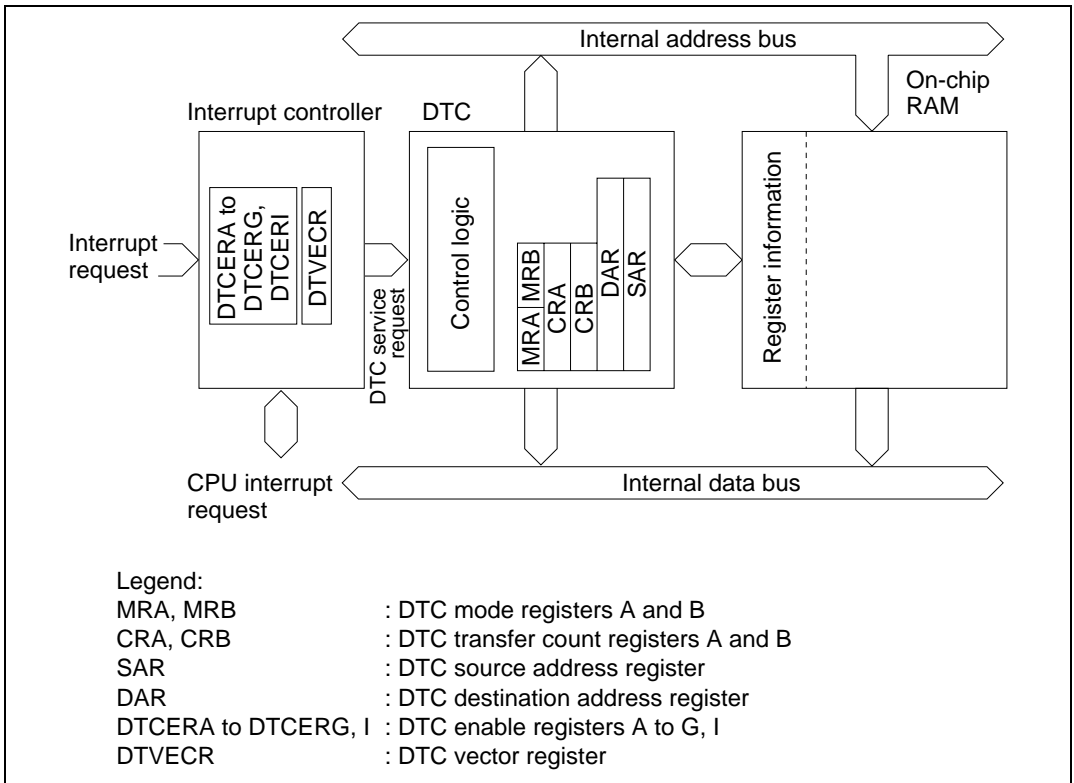 Internal address bus
On-chip
RAM
Interrupt controller
DTC
Interrupt
request
DTCERA to
DTCERG,
DTCERI
DTVECR
DTC service
request
Control logic
MRA MRB
CRA
CRB
DAR
SAR
Register information
CPU interrupt
request
Internal data bus
Legend:
MRA, MRB : DTC mode registers A and B
CRA, CRB : DTC transfer count registers A and B
SAR : DTC source address register
DAR : DTC destination address register
DTCERA to DTCERG, I : DTC enable registers A to G, I
DTVECR : DTC vector register